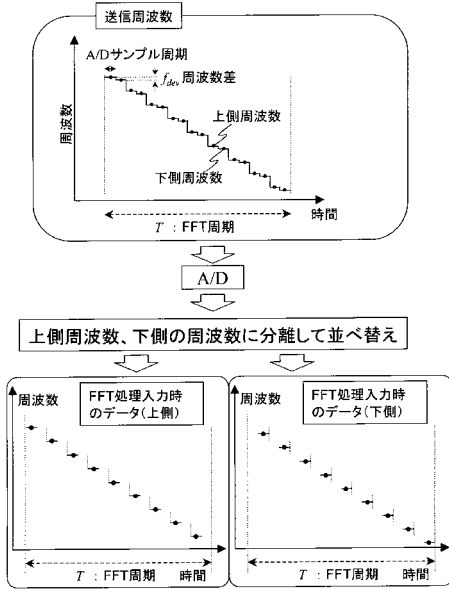 送信周波数
A/Dサンプル周期
fdev 周波数差
周波数
上側周波数
下側周波数
時間
T : FFT周期
A/D
上側周波数、下側の周波数に分離して並べ替え
周波数
FFT処理入力時
のデータ(上側)
T : FFT周期 時間
周波数
FFT処理入力時
のデータ(下側)
T : FFT周期 時間